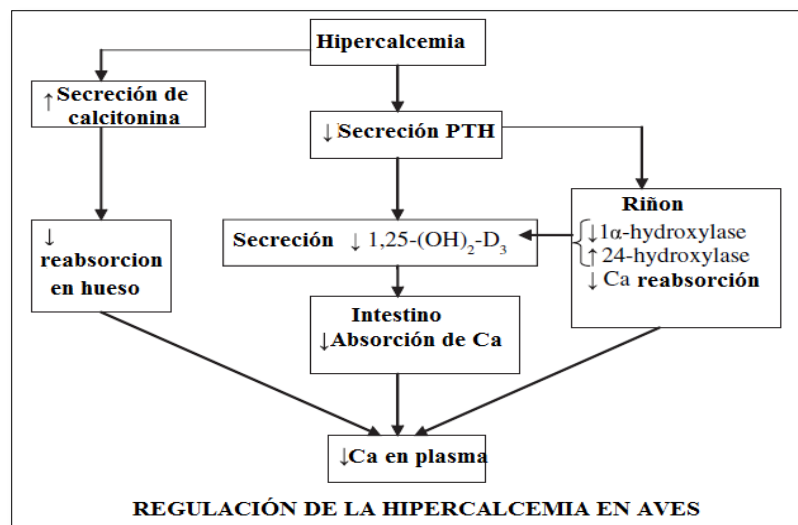 Hipercalcemia
↑ Secreción de
calcitonina
↓ Secreción PTH
↓
reabsorcion
en hueso
Secreción ↓ 1,25-(OH)₂-D₃
Riñon
↓1α-hydroxylase
↑ 24-hydroxylase
↓ Ca reabsorción
Intestino
↓Absorción de Ca
↓Ca en plasma
REGULACIÓN DE LA HIPERCALCEMIA EN AVES